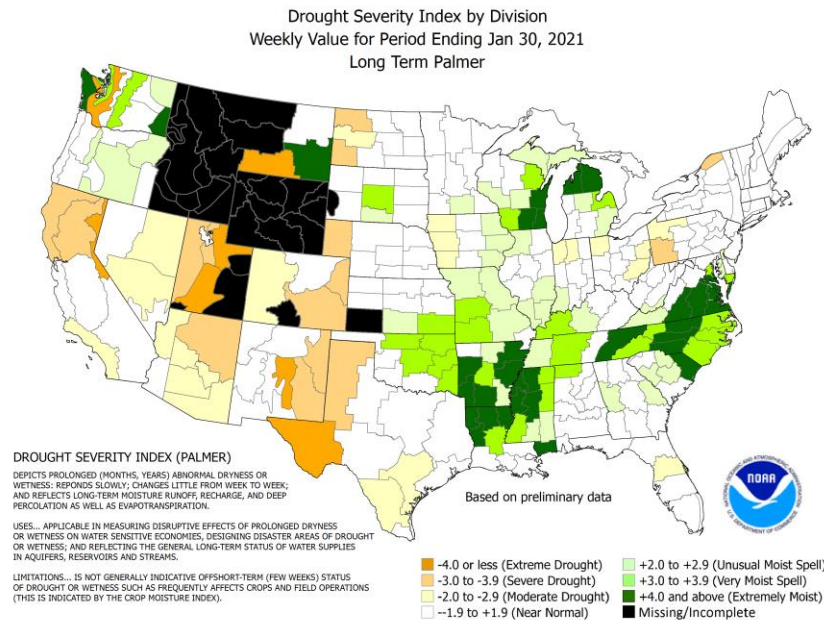 Drought Severity Index by Division
Weekly Value for Period Ending Jan 30, 2021
Long Term Palmer
DROUGHT SEVERITY INDEX (PALMER)
DEPICTS PROLONGED (MONTHS, YEARS) ABNORMAL DRYNESS OR
WETNESS: REPONDS SLOWLY; CHANGES LITTLE FROM WEEK TO WEEK;
AND REFLECTS LONG-TERM MOISTURE RUNOFF, RECHARGE, AND DEEP
PERCOLATION AS WELL AS EVAPOTRANSPIRATION.
USES... APPLICABLE IN MEASURING DISRUPTIVE EFFECTS OF PROLONGED DRYNESS
OR WETNESS ON WATER SENSITIVE ECONOMIES, DESIGNING DISASTER AREAS OF DROUGHT
OR WETNESS; AND REFLECTING THE GENERAL LONG-TERM STATUS OF WATER SUPPLIES
IN AQUIFERS, RESERVOIRS AND STREAMS.
LIMITATIONS... IS NOT GENERALLY INDICATIVE OFFSHORT-TERM (FEW WEEKS) STATUS
OF DROUGHT OR WETNESS SUCH AS FREQUENTLY AFFECTS CROPS AND FIELD OPERATIONS
(THIS IS INDICATED BY THE CROP MOISTURE INDEX).
Based on preliminary data
NATIONAL OCEANIC AND ATMOSPHERIC ADMINISTRATION
NOAA
U.S. DEPARTMENT OF COMMERCE
-4.0 or less (Extreme Drought)
-3.0 to -3.9 (Severe Drought)
-2.0 to -2.9 (Moderate Drought)
--1.9 to +1.9 (Near Normal)
+2.0 to +2.9 (Unusual Moist Spell)
+3.0 to +3.9 (Very Moist Spell)
+4.0 and above (Extremely Moist)
Missing/Incomplete